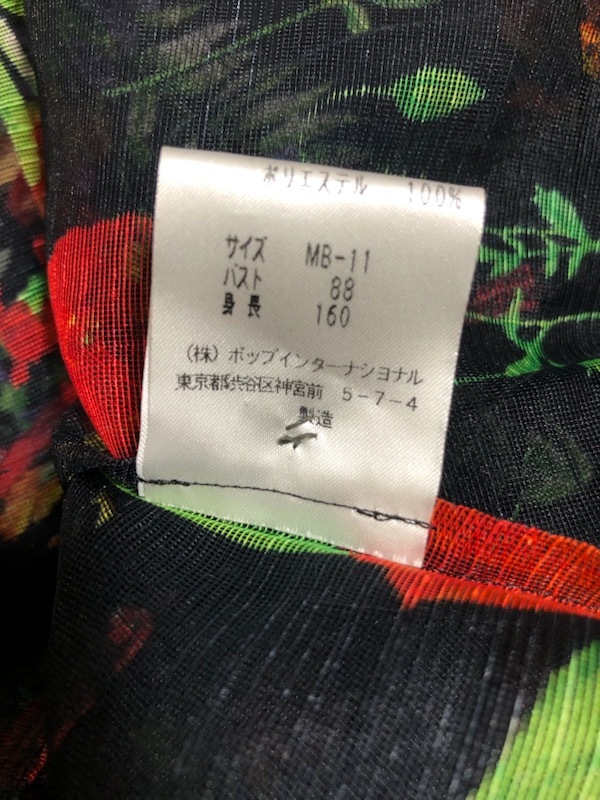 ポリエステル 100%
サイズ MB-11
バスト 88
身長 160
(株) ポップインターナショナル
東京都渋谷区神宮前 5-7-4
製造